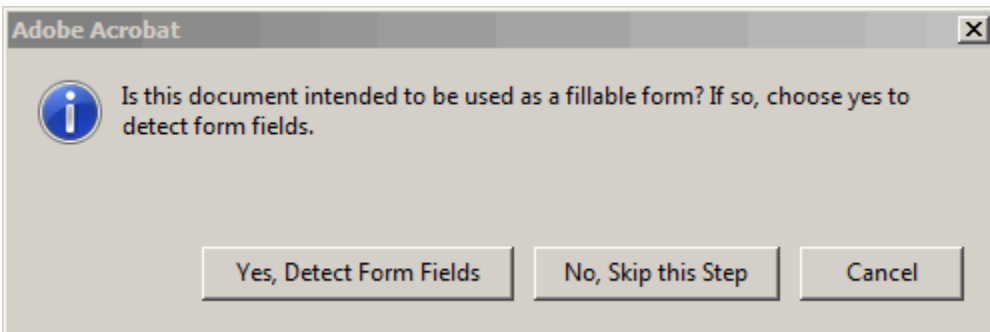 Adobe Acrobat
Is this document intended to be used as a fillable form? If so, choose yes to
detect form fields.
Yes, Detect Form Fields
No, Skip this Step
Cancel